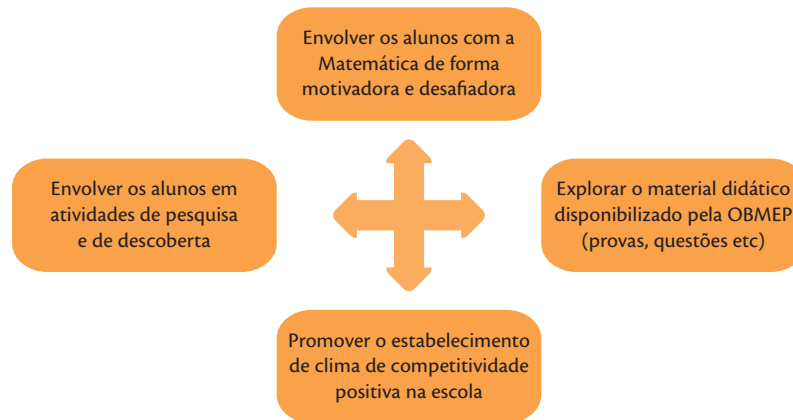 Envolver os alunos com a
Matemática de forma
motivadora e desafiadora
Envolver os alunos em
atividades de pesquisa
e de descoberta
Explorar o material didático
disponibilizado pela OBMEP
(provas, questões etc)
Promover o estabelecimento
de clima de competitividade
positiva na escola